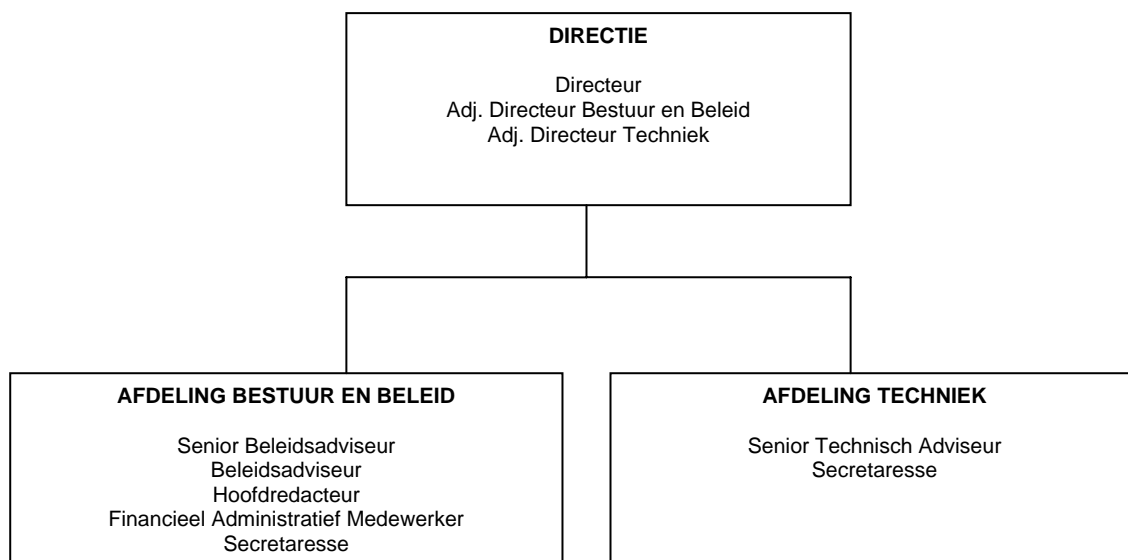 DIRECTIE
Directeur
Adj. Directeur Bestuur en Beleid
Adj. Directeur Techniek
AFDELING BESTUUR EN BELEID
Senior Beleidsadviseur
Beleidsadviseur
Hoofdredacteur
Financieel Administratief Medewerker
Secretaresse
AFDELING TECHNIEK
Senior Technisch Adviseur
Secretaresse